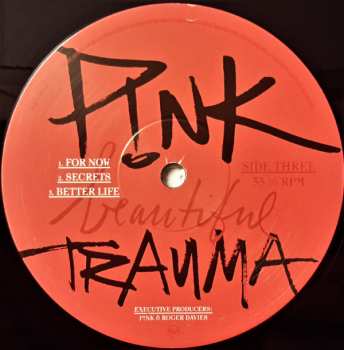 P!NK
1. FOR NOW
2. SECRETS
3. BETTER LIFE
SIDE THREE
33 ⅓ RPM
beautiful
TRAUMA
EXECUTIVE PRODUCERS:
P!NK & ROGER DAVIES